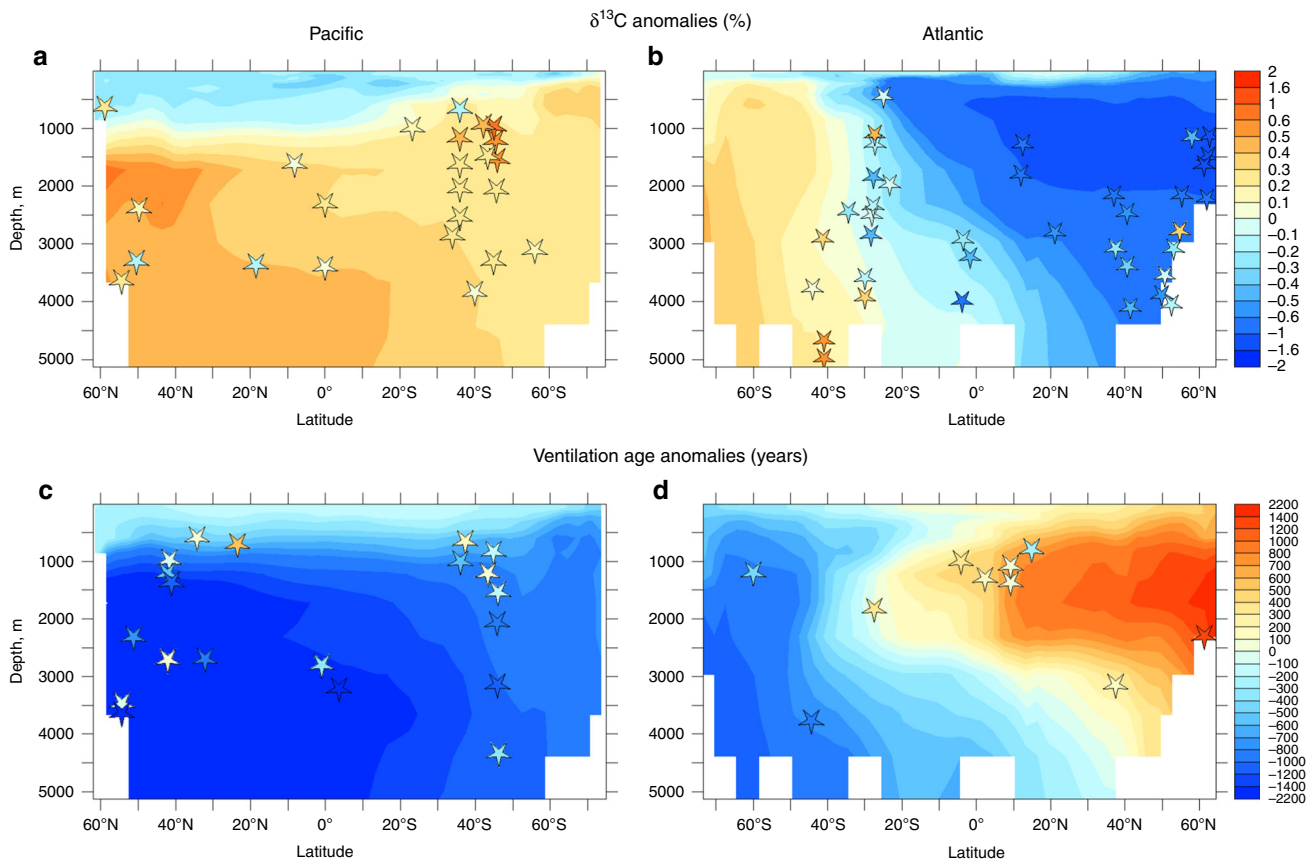 δ13C anomalies (%)
Pacific
Atlantic
a
b
1000
2000
3000
4000
5000
Depth, m
60°N
40°N
20°N
0°
20°S
40°S
60°S
Latitude
1000
2000
3000
4000
5000
60°S
40°S
20°S
0°
20°N
40°N
60°N
Latitude
2
1.6
1
0.6
0.5
0.4
0.3
0.2
0.1
0
−0.1
−0.2
−0.3
−0.4
−0.5
−0.6
−1
−1.6
−2
Ventilation age anomalies (years)
c
d
1000
2000
3000
4000
5000
Depth, m
60°N
40°N
20°N
0°
20°S
40°S
60°S
Latitude
1000
2000
3000
4000
5000
60°S
40°S
20°S
0°
20°N
40°N
60°N
Latitude
2200
1400
1000
800
700
600
500
400
300
200
100
0
−100
−200
−300
−400
−500
−600
−700
−800
−1000
−1200
−1400
−2200